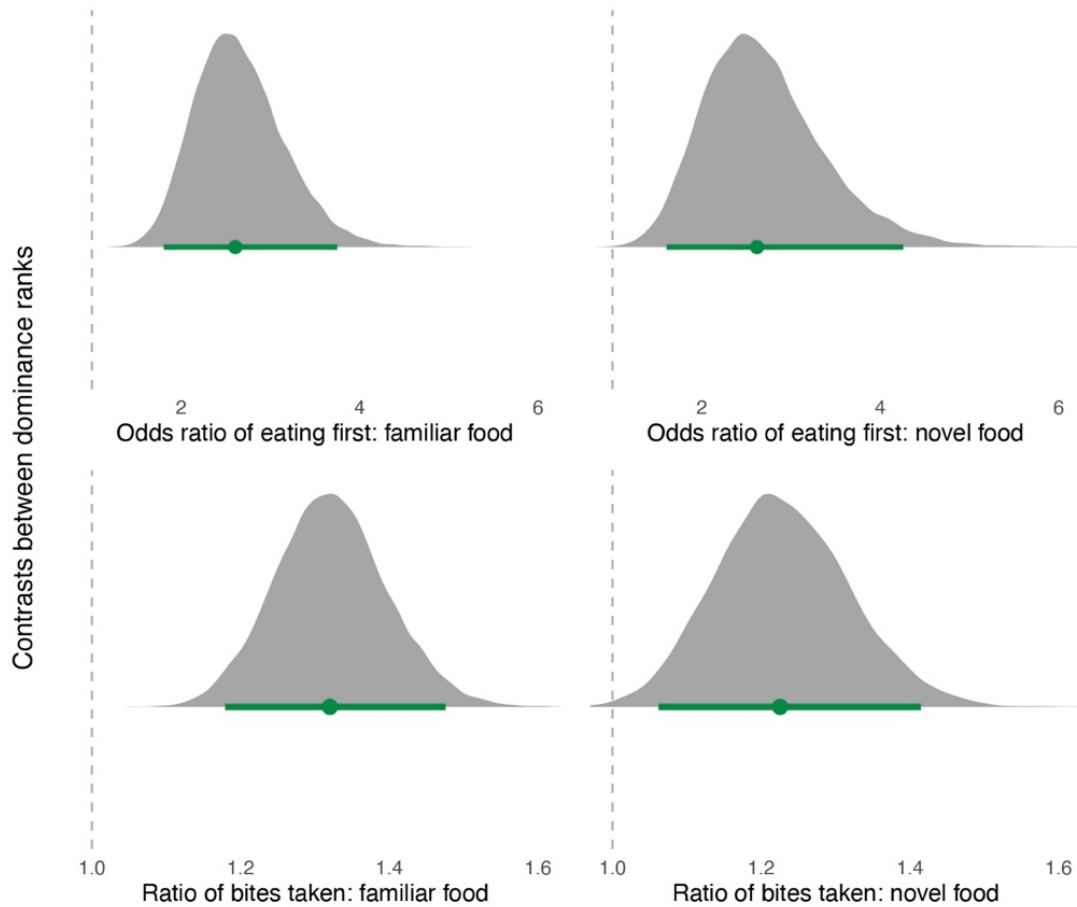 Contrasts between dominance ranks
2 4 6
Odds ratio of eating first: familiar food
2 4 6
Odds ratio of eating first: novel food
1.0 1.2 1.4 1.6
Ratio of bites taken: familiar food
1.0 1.2 1.4 1.6
Ratio of bites taken: novel food